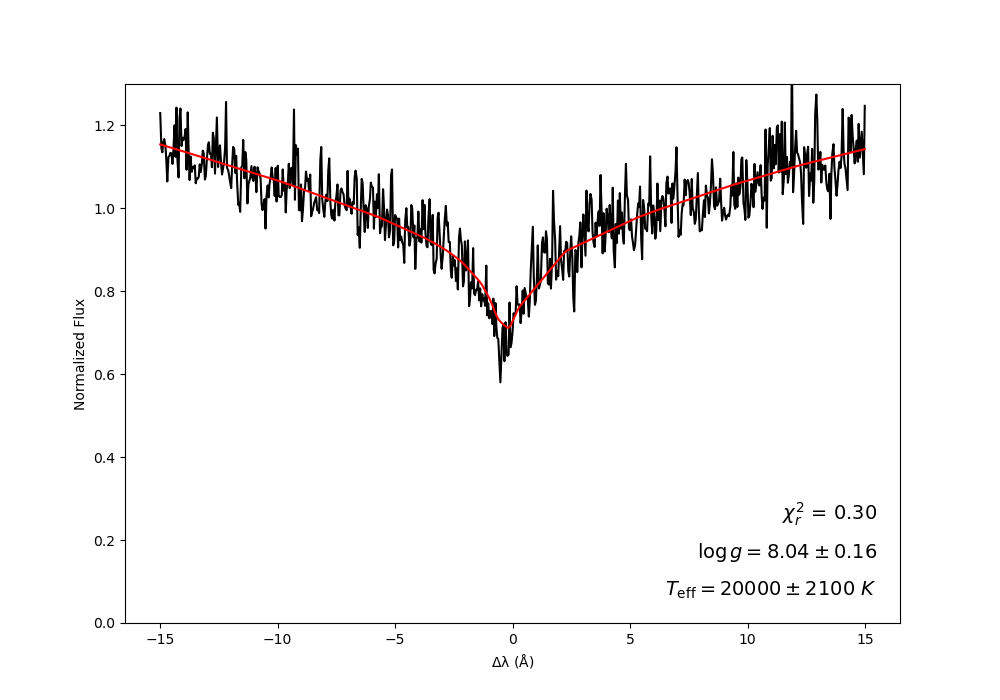 1.2
1.0
0.8
0.6
0.4
0.2
0.0
Normalized Flux
χ²ᵣ = 0.30
log g = 8.04 ± 0.16
T_eff = 20000 ± 2100 K
−15 −10 −5 0 5 10 15
Δλ (Å)